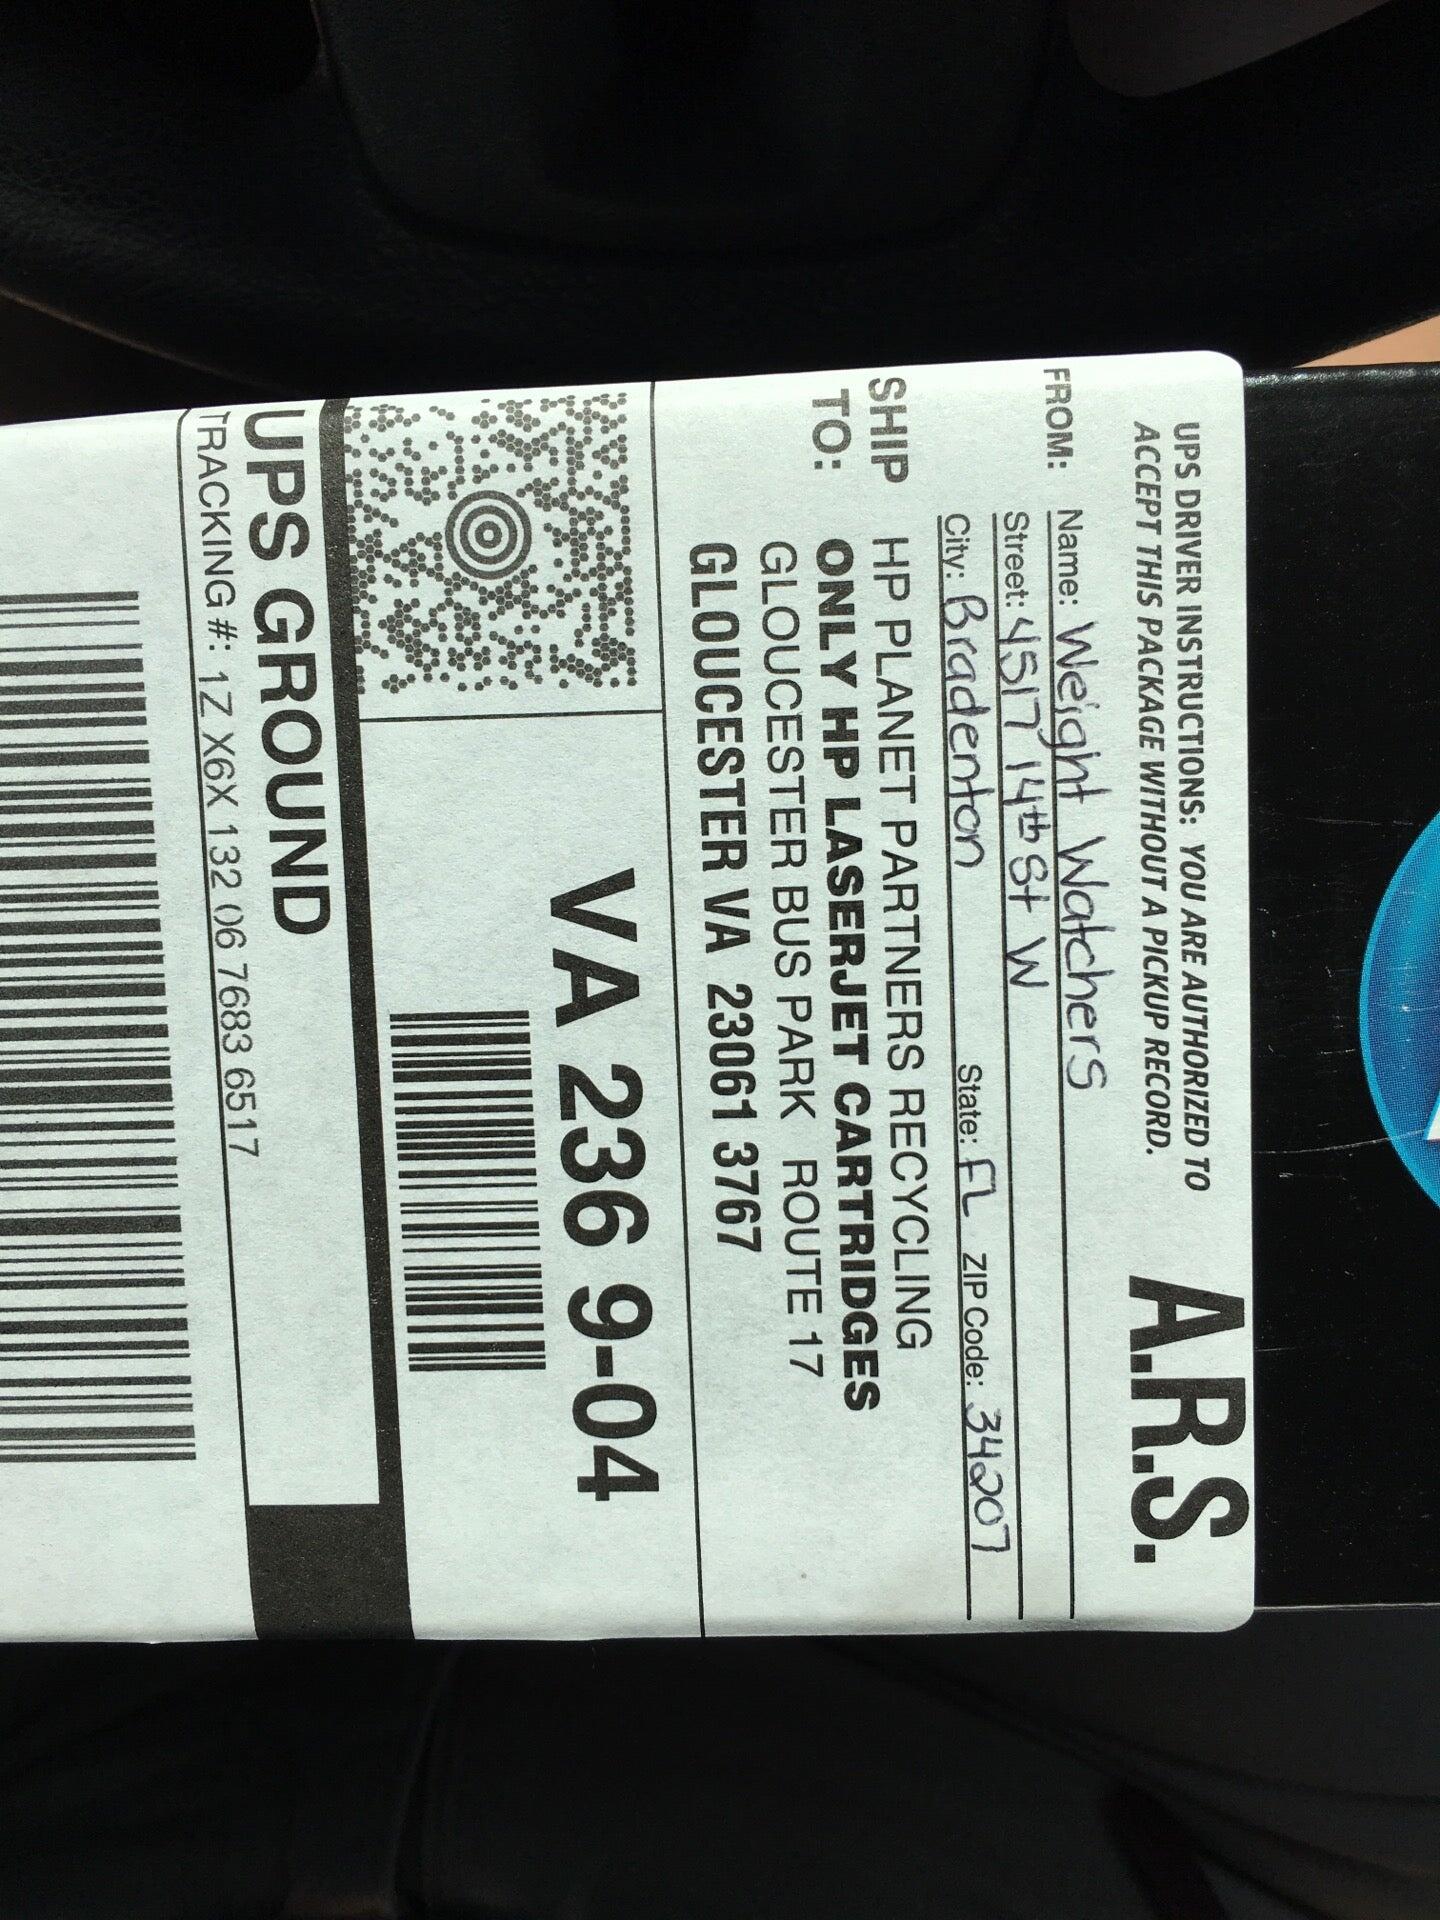 UPS DRIVER INSTRUCTIONS: YOU ARE AUTHORIZED TO
ACCEPT THIS PACKAGE WITHOUT A PICKUP RECORD.
A.R.S.
FROM: Name: Weight Watchers
Street: 4517 14th St W
City: Bradenton State: FL ZIP Code: 34207
SHIP TO:
HP PLANET PARTNERS RECYCLING
ONLY HP LASERJET CARTRIDGES
GLOUCESTER BUS PARK ROUTE 17
GLOUCESTER VA 23061 3767
VA 236 9-04
UPS GROUND
TRACKING #: 1Z X6X 132 06 7683 6517